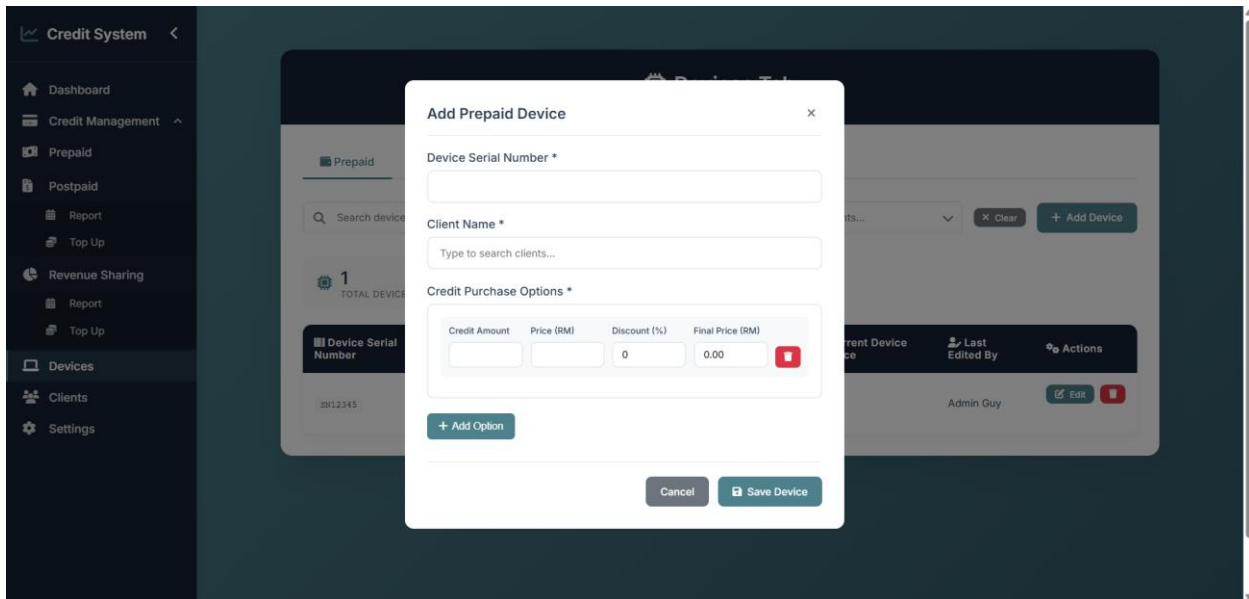 Credit System
Dashboard
Credit Management
Prepaid
Postpaid
Report
Top Up
Revenue Sharing
Report
Top Up
Devices
Clients
Settings
Prepaid
Search device
Clear
+ Add Device
1
TOTAL DEVICE
Device Serial Number
Last Edited By
Actions
SN12345
Admin Guy
Edit
Add Prepaid Device
×
Device Serial Number *
Client Name *
Type to search clients...
Credit Purchase Options *
Credit Amount Price (RM) Discount (%) Final Price (RM)
0 0.00
+ Add Option
Cancel Save Device